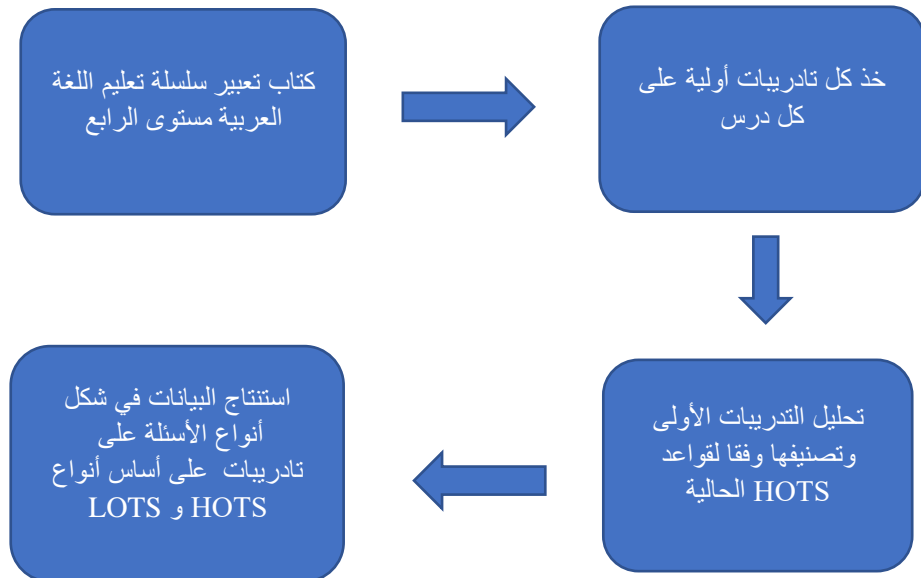 كتاب تعبير سلسلة تعليم اللغة
العربية مستوى الرابع
خذ كل تادريبات أولية على
كل درس
تحليل التدريبات الأولى
وتصنيفها وفقا لقواعد
HOTS الحالية
استنتاج البيانات في شكل
أنواع الأسئلة على
تادريبات على أساس أنواع
HOTS و LOTS